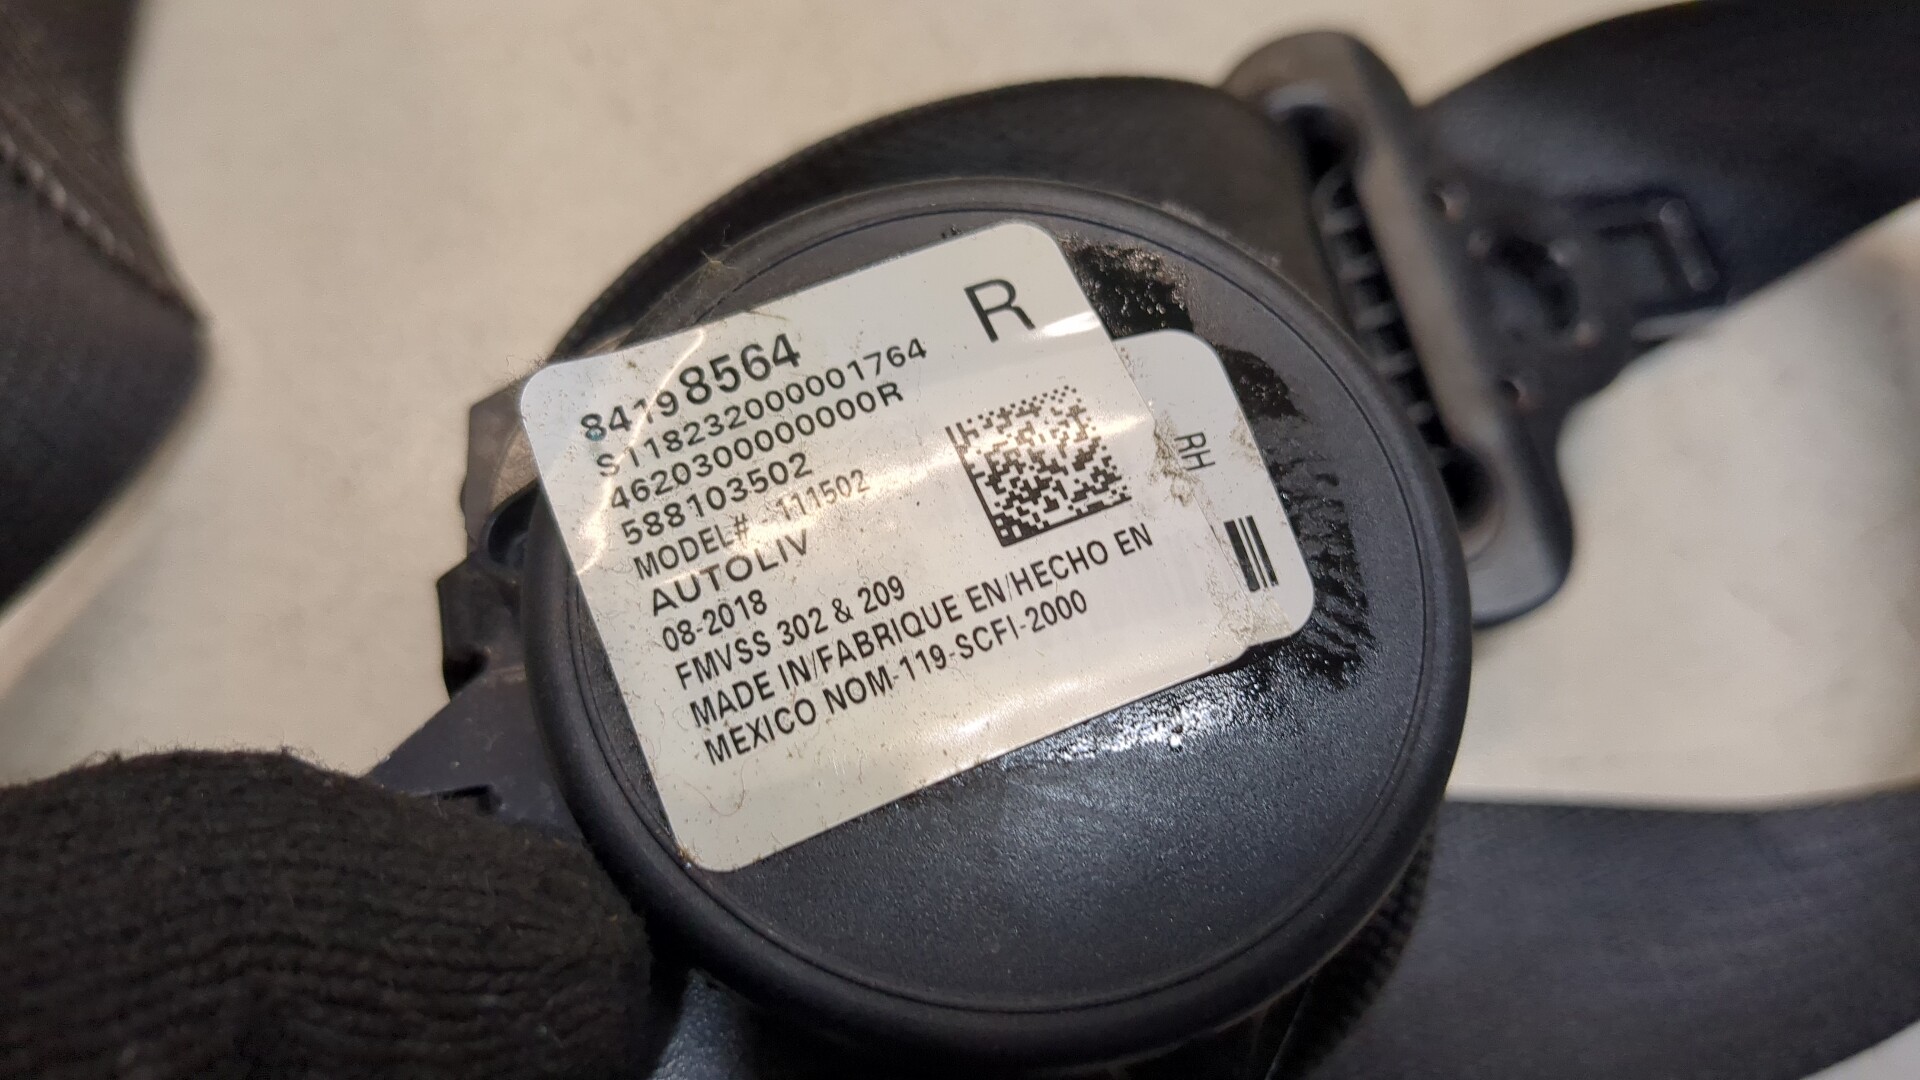 R
84198564
S118232000001764
4620300000000R
588103502
MODEL# - 111502
AUTOLIV
08-2018
FMVSS 302 & 209
MADE IN/FABRIQUE EN/HECHO EN
MEXICO NOM-119-SCFI-2000
RH